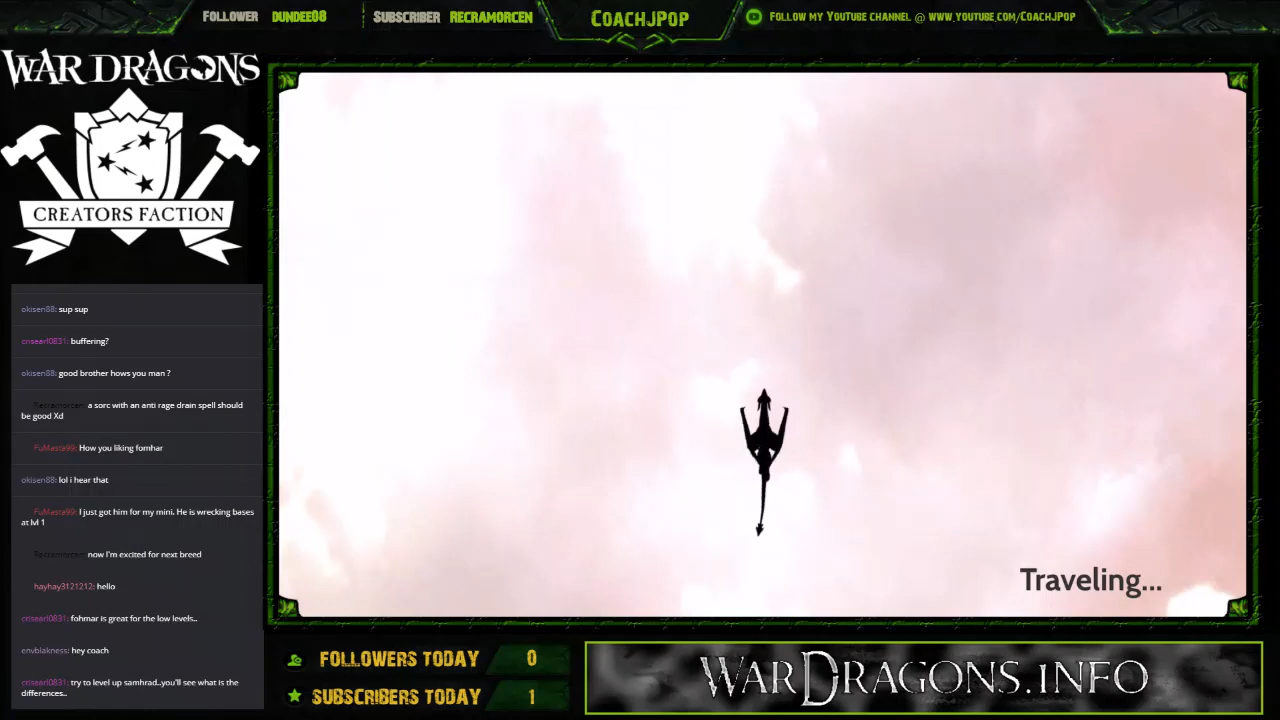 FOLLOWER DUNDEE08 SUBSCRIBER RECRAMORCEN COACHJPOP FOLLOW MY YOUTUBE CHANNEL @ WWW.YOUTUBE.COM/COACHJPOP
WAR DRAGONS
CREATORS FACTION
okisen88: sup sup
crisearl0831: buffering?
okisen88: good brother hows you man ?
Recramorcen: a sorc with an anti rage drain spell should
be good Xd
FuMasta99: How you liking fomhar
okisen88: lol i hear that
FuMasta99: I just got him for my mini. He is wrecking bases
at lvl 1
Recramorcen: now I'm excited for next breed
hayhay3121212: hello
crisearl0831: fohmar is great for the low levels..
envblakness: hey coach
crisearl0831: try to level up samhrad..you'll see what is the
differences..
Traveling...
FOLLOWERS TODAY 0
SUBSCRIBERS TODAY 1
WARDRAGONS.INFO